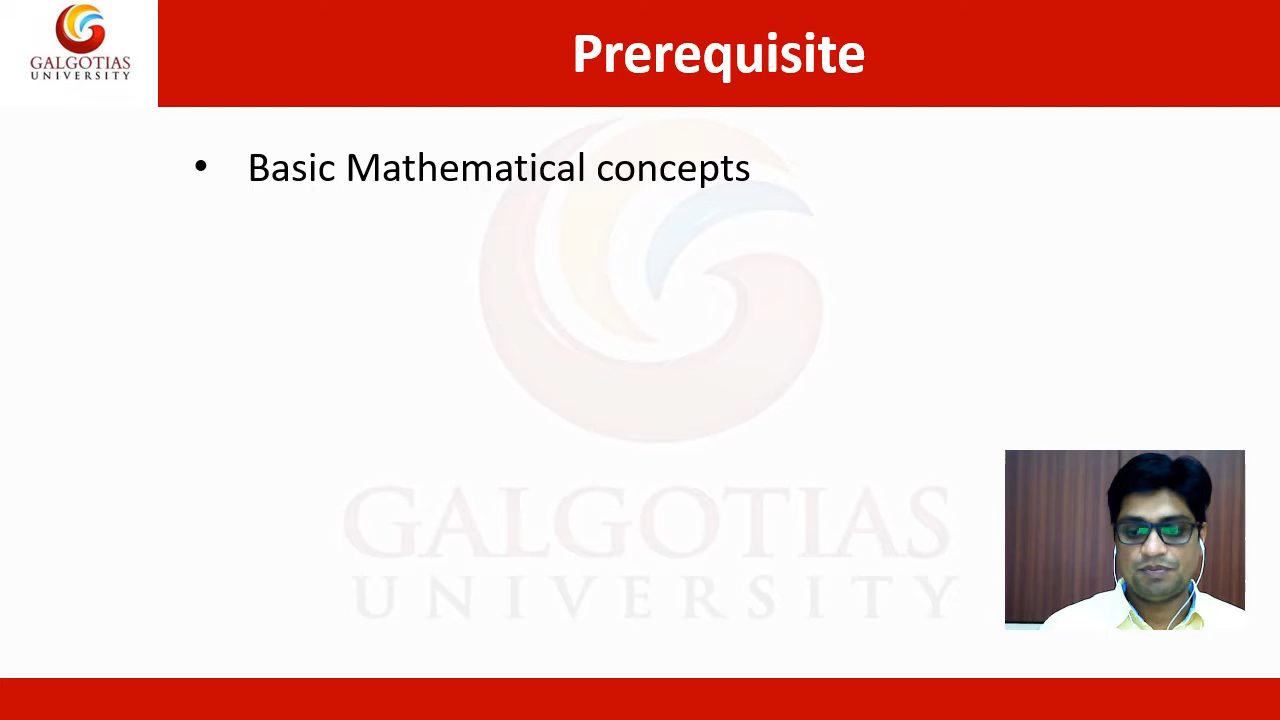 GALGOTIAS
UNIVERSITY
Prerequisite
• Basic Mathematical concepts
GALGOTIAS
UNIVERSITY